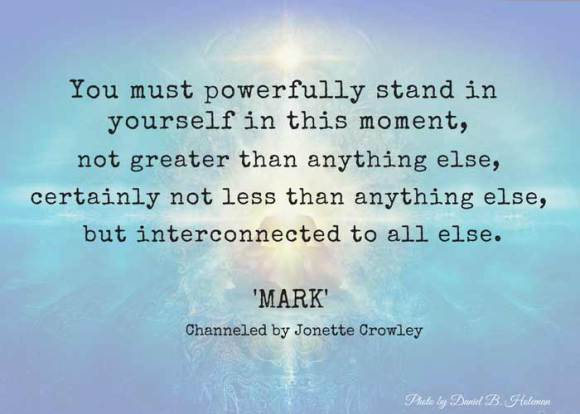 You must powerfully stand in
yourself in this moment,
not greater than anything else,
certainly not less than anything else,
but interconnected to all else.
'MARK'
Channeled by Jonette Crowley
Photo by Daniel B. Holeman